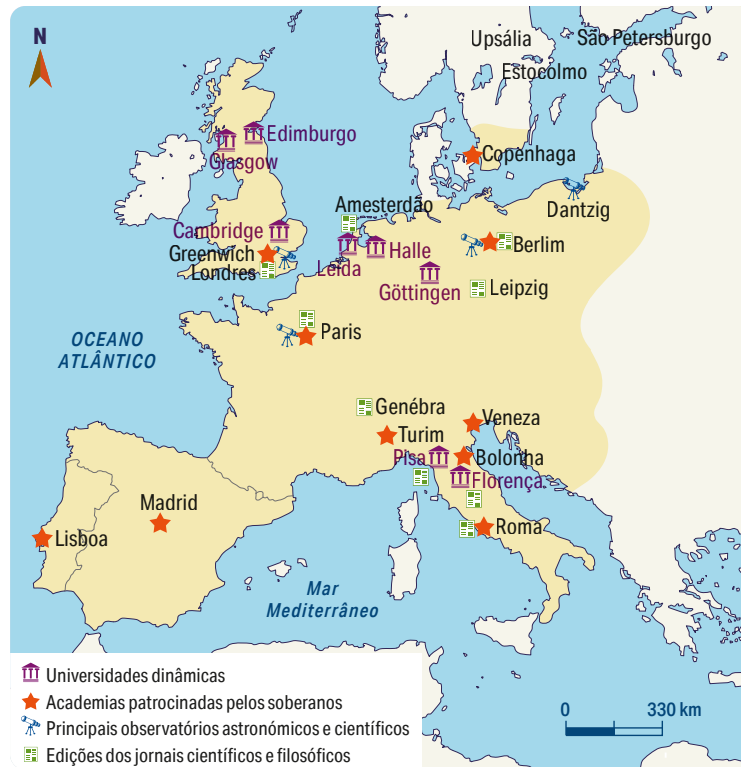 N
Upsália
São Petersburgo
Estocolmo
Edimburgo
Glasgow
Copenhaga
Dantzig
Amesterdão
Cambridge
Greenwich
Londres
Leida
Halle
Berlim
Göttingen
Leipzig
OCEANO
ATLÂNTICO
Paris
Genébra
Veneza
Turim
Pisa
Bolonha
Florença
Madrid
Lisboa
Roma
Mar
Mediterrâneo
Universidades dinâmicas
Academias patrocinadas pelos soberanos
Principais observatórios astronómicos e científicos
Edições dos jornais científicos e filosóficos
0 330 km